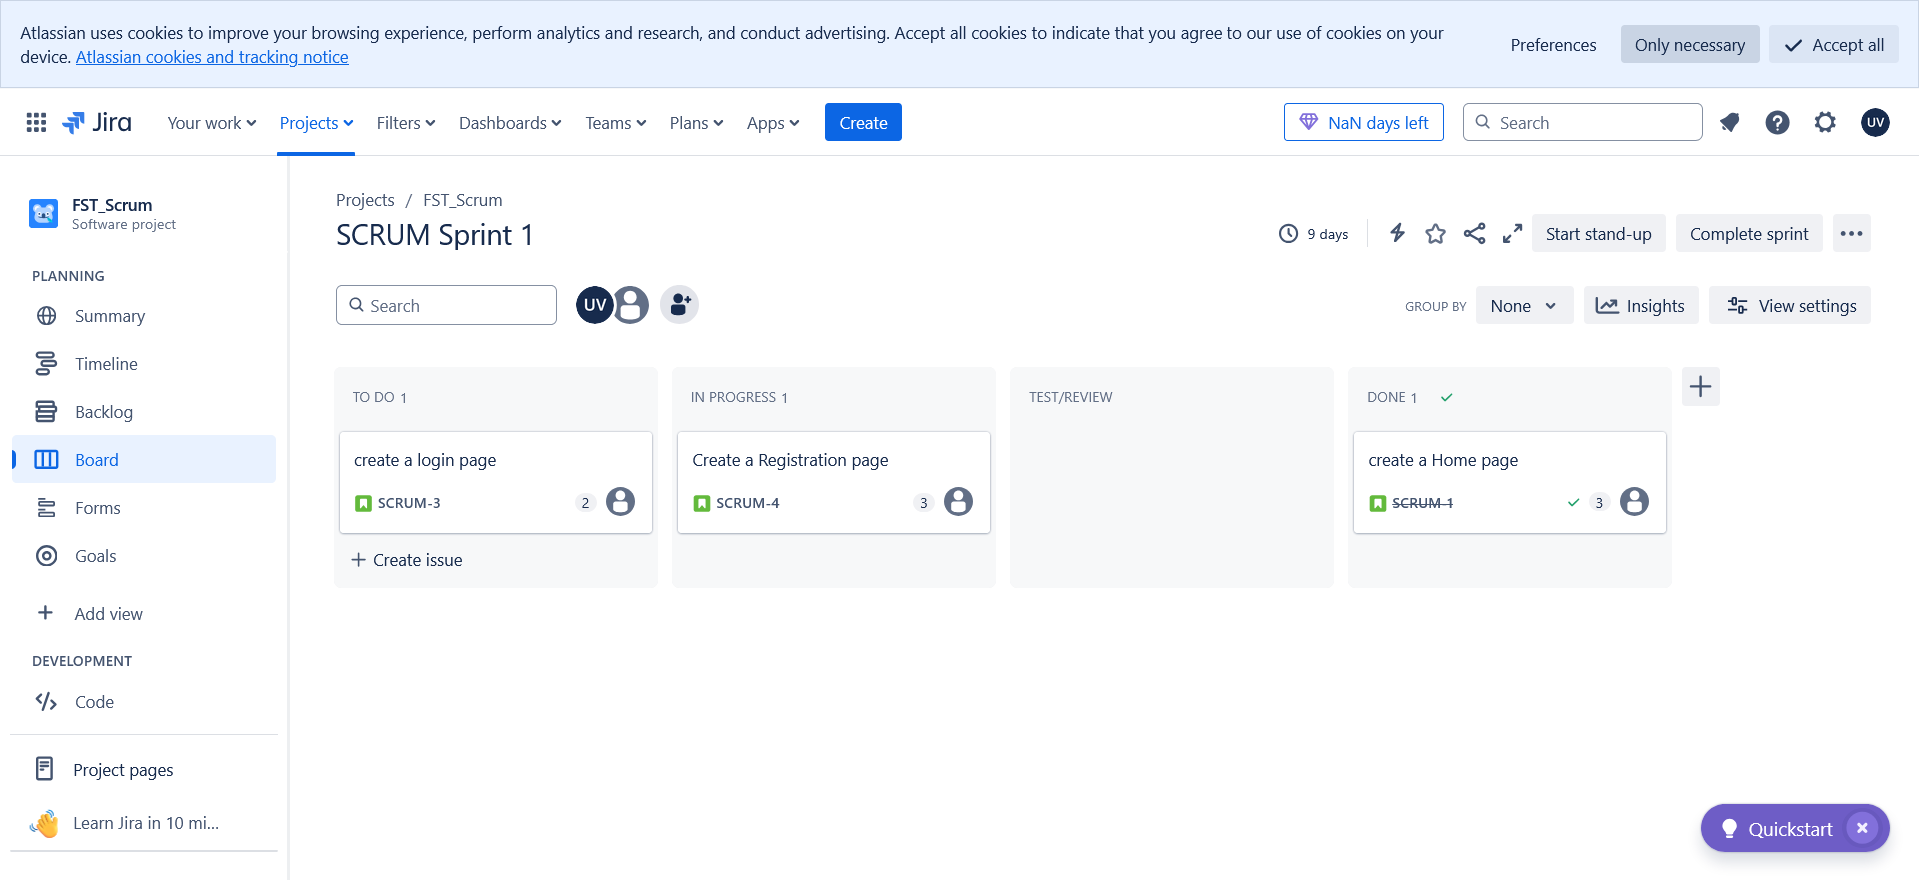 Atlassian uses cookies to improve your browsing experience, perform analytics and research, and conduct advertising. Accept all cookies to indicate that you agree to our use of cookies on your
device. Atlassian cookies and tracking notice
Preferences
Only necessary
Accept all
Jira
Your work
Projects
Filters
Dashboards
Teams
Plans
Apps
Create
NaN days left
Search
UV
FST_Scrum
Software project
PLANNING
Summary
Timeline
Backlog
Board
Forms
Goals
Add view
DEVELOPMENT
Code
Project pages
Learn Jira in 10 mi...
Projects / FST_Scrum
SCRUM Sprint 1
9 days
Start stand-up
Complete sprint
Search
UV
GROUP BY
None
Insights
View settings
TO DO 1
create a login page
SCRUM-3
2
Create issue
IN PROGRESS 1
Create a Registration page
SCRUM-4
3
TEST/REVIEW
DONE 1
create a Home page
SCRUM-1
3
Quickstart